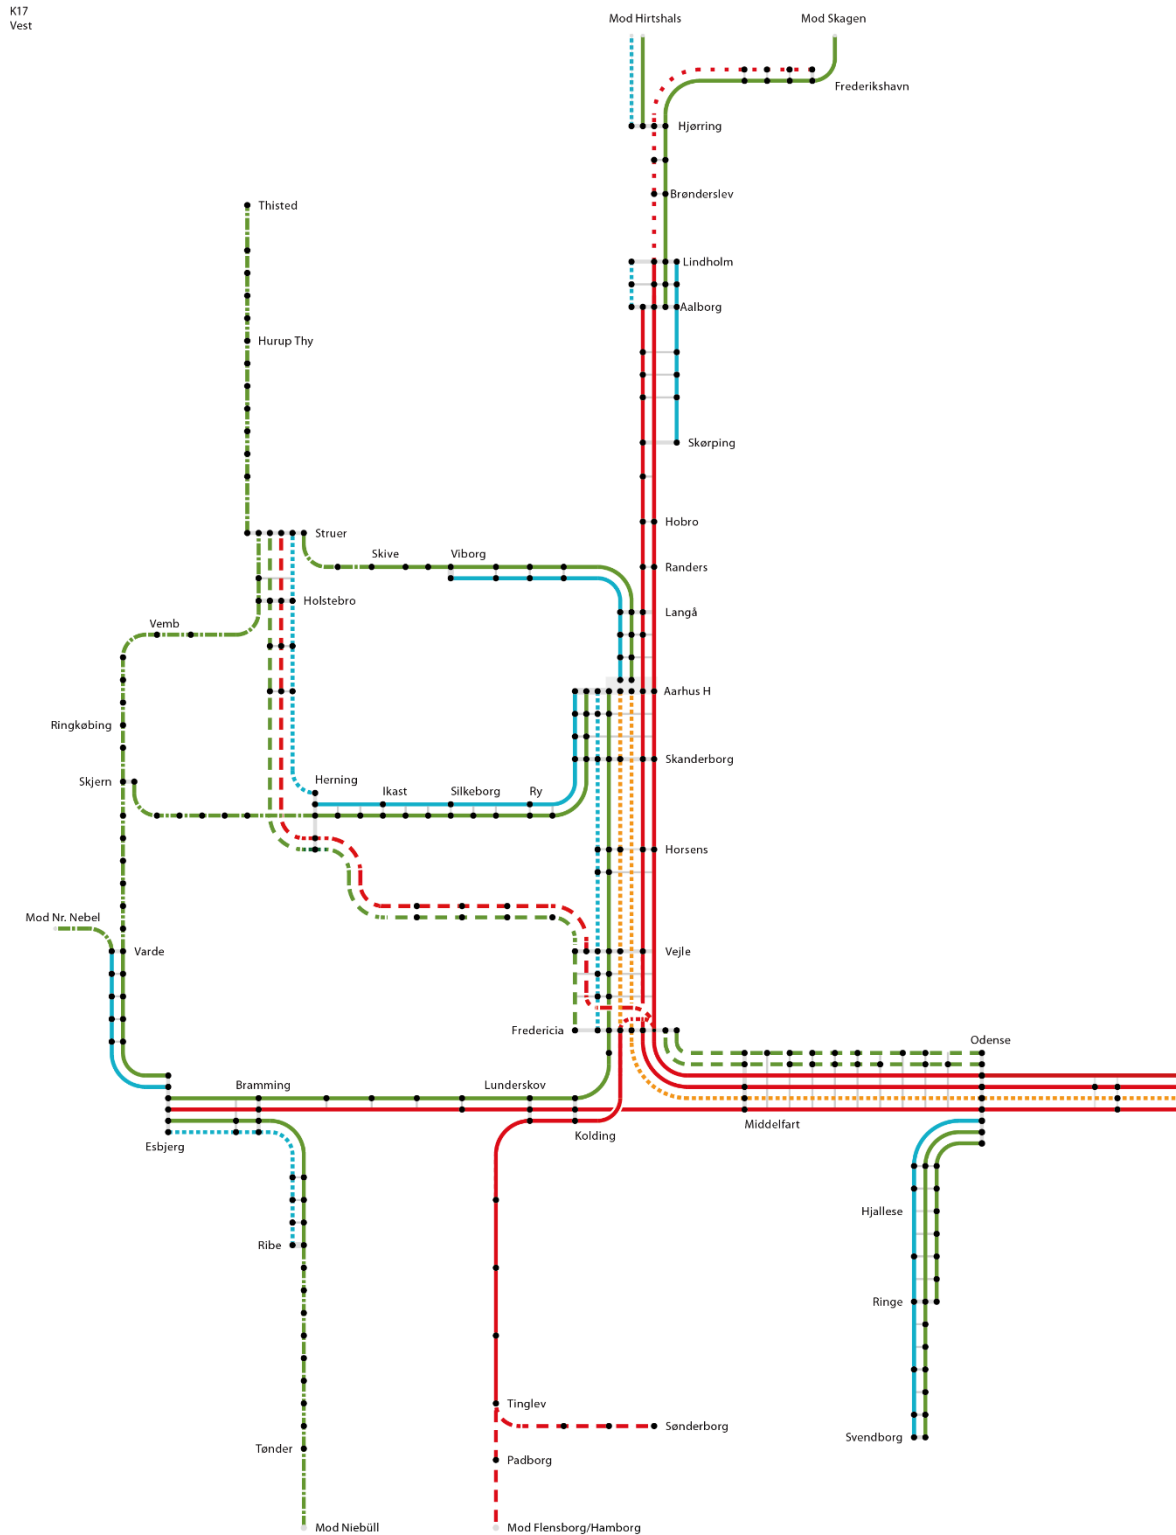 K17
Vest
Mod Hirtshals
Mod Skagen
Frederikshavn
Hjørring
Brønderslev
Thisted
Lindholm
Aalborg
Hurup Thy
Skørping
Hobro
Struer
Skive
Viborg
Randers
Holstebro
Langå
Vemb
Aarhus H
Ringkøbing
Skanderborg
Skjern
Herning
Ikast
Silkeborg
Ry
Horsens
Mod Nr. Nebel
Varde
Vejle
Fredericia
Odense
Bramming
Lunderskov
Middelfart
Kolding
Esbjerg
Hjallese
Ribe
Ringe
Tinglev
Sønderborg
Svendborg
Tønder
Padborg
Mod Niebüll
Mod Flensborg/Hamborg